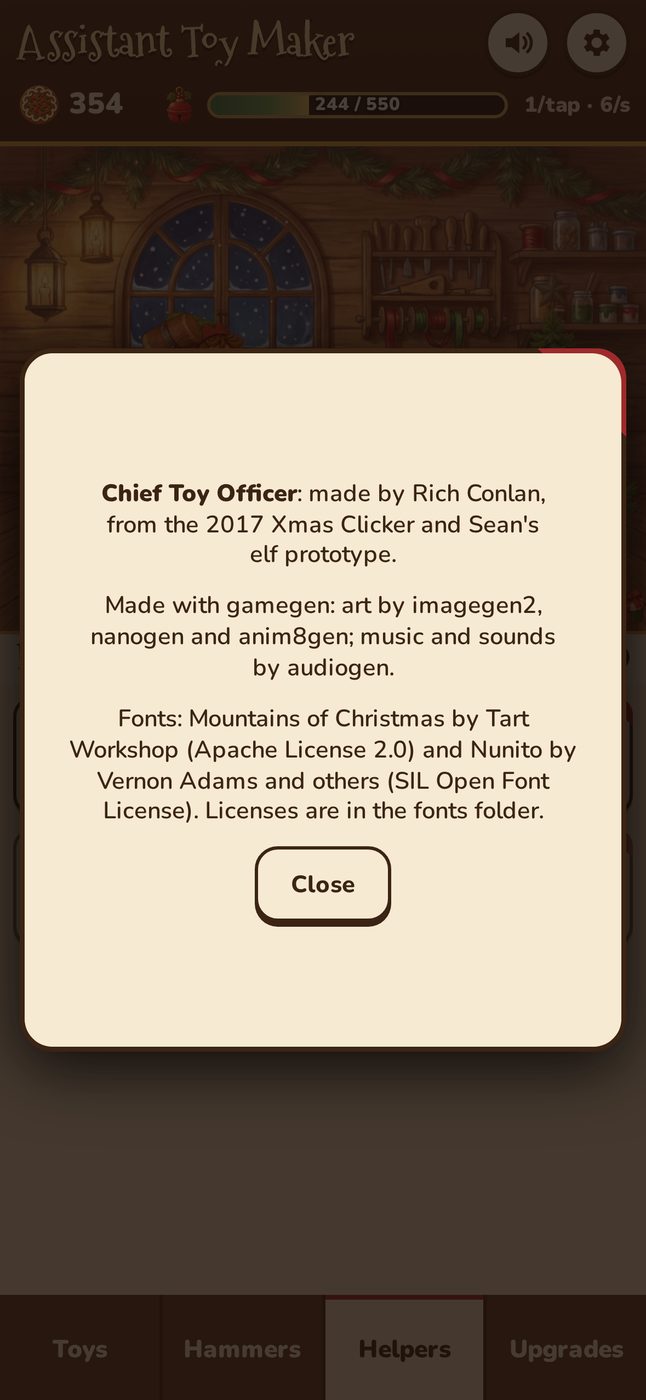 Assistant Toy Maker
354
244 / 550
1/tap · 6/s
Chief Toy Officer: made by Rich Conlan,
from the 2017 Xmas Clicker and Sean's
elf prototype.
Made with gamegen: art by imagegen2,
nanogen and anim8gen; music and sounds
by audiogen.
Fonts: Mountains of Christmas by Tart
Workshop (Apache License 2.0) and Nunito by
Vernon Adams and others (SIL Open Font
License). Licenses are in the fonts folder.
Close
Toys
Hammers
Helpers
Upgrades